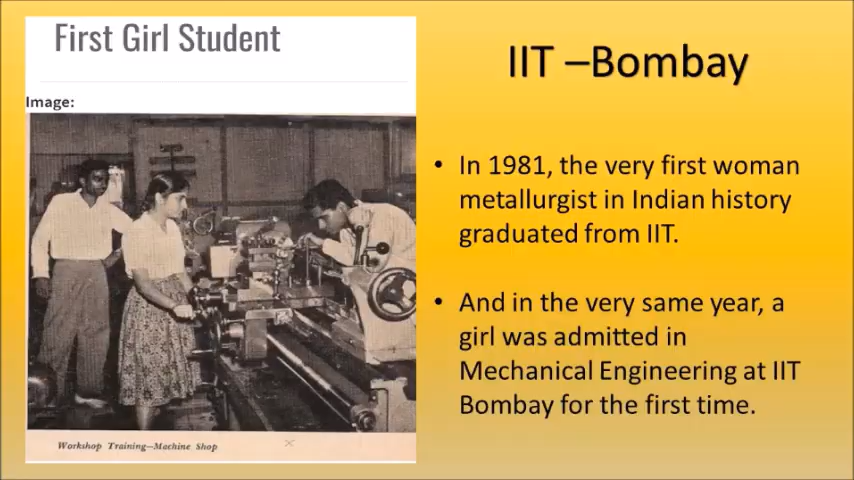 First Girl Student
Image:
Workshop Training—Machine Shop
IIT –Bombay
• In 1981, the very first woman
metallurgist in Indian history
graduated from IIT.
• And in the very same year, a
girl was admitted in
Mechanical Engineering at IIT
Bombay for the first time.